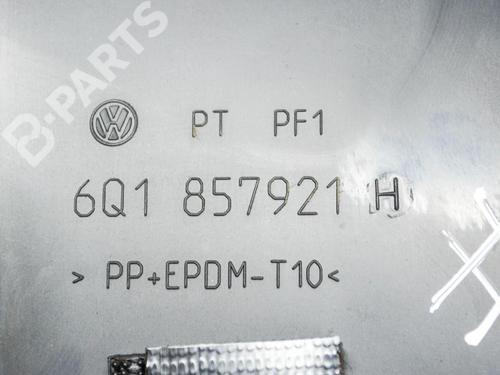 B-PARTS
PT PF1
6Q1 857921 H
> PP+EPDM-T10<